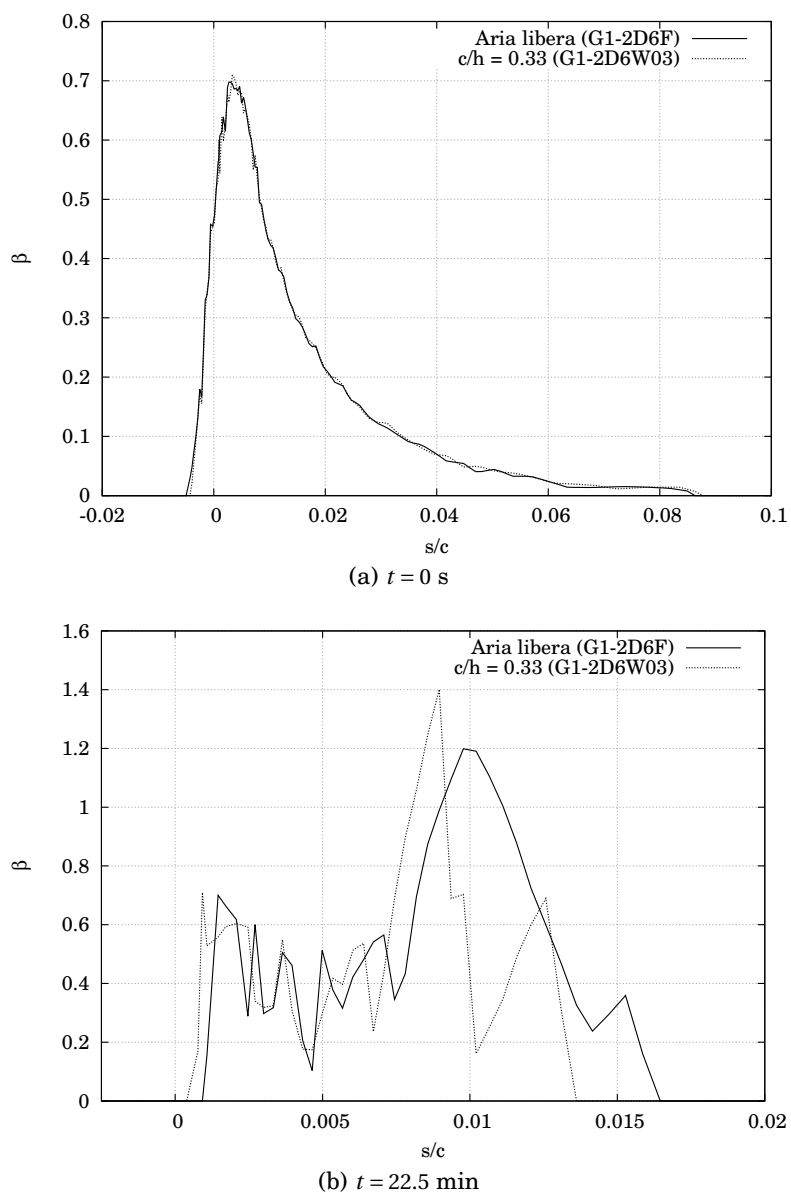 0.8
Aria libera (G1-2D6F)
c/h = 0.33 (G1-2D6W03)
0.7
0.6
0.5
0.4
β
0.3
0.2
0.1
0
-0.02 0 0.02 0.04 0.06 0.08 0.1
s/c
(a) t = 0 s
1.6
Aria libera (G1-2D6F)
c/h = 0.33 (G1-2D6W03)
1.4
1.2
1
β
0.8
0.6
0.4
0.2
0
0 0.005 0.01 0.015 0.02
s/c
(b) t = 22.5 min